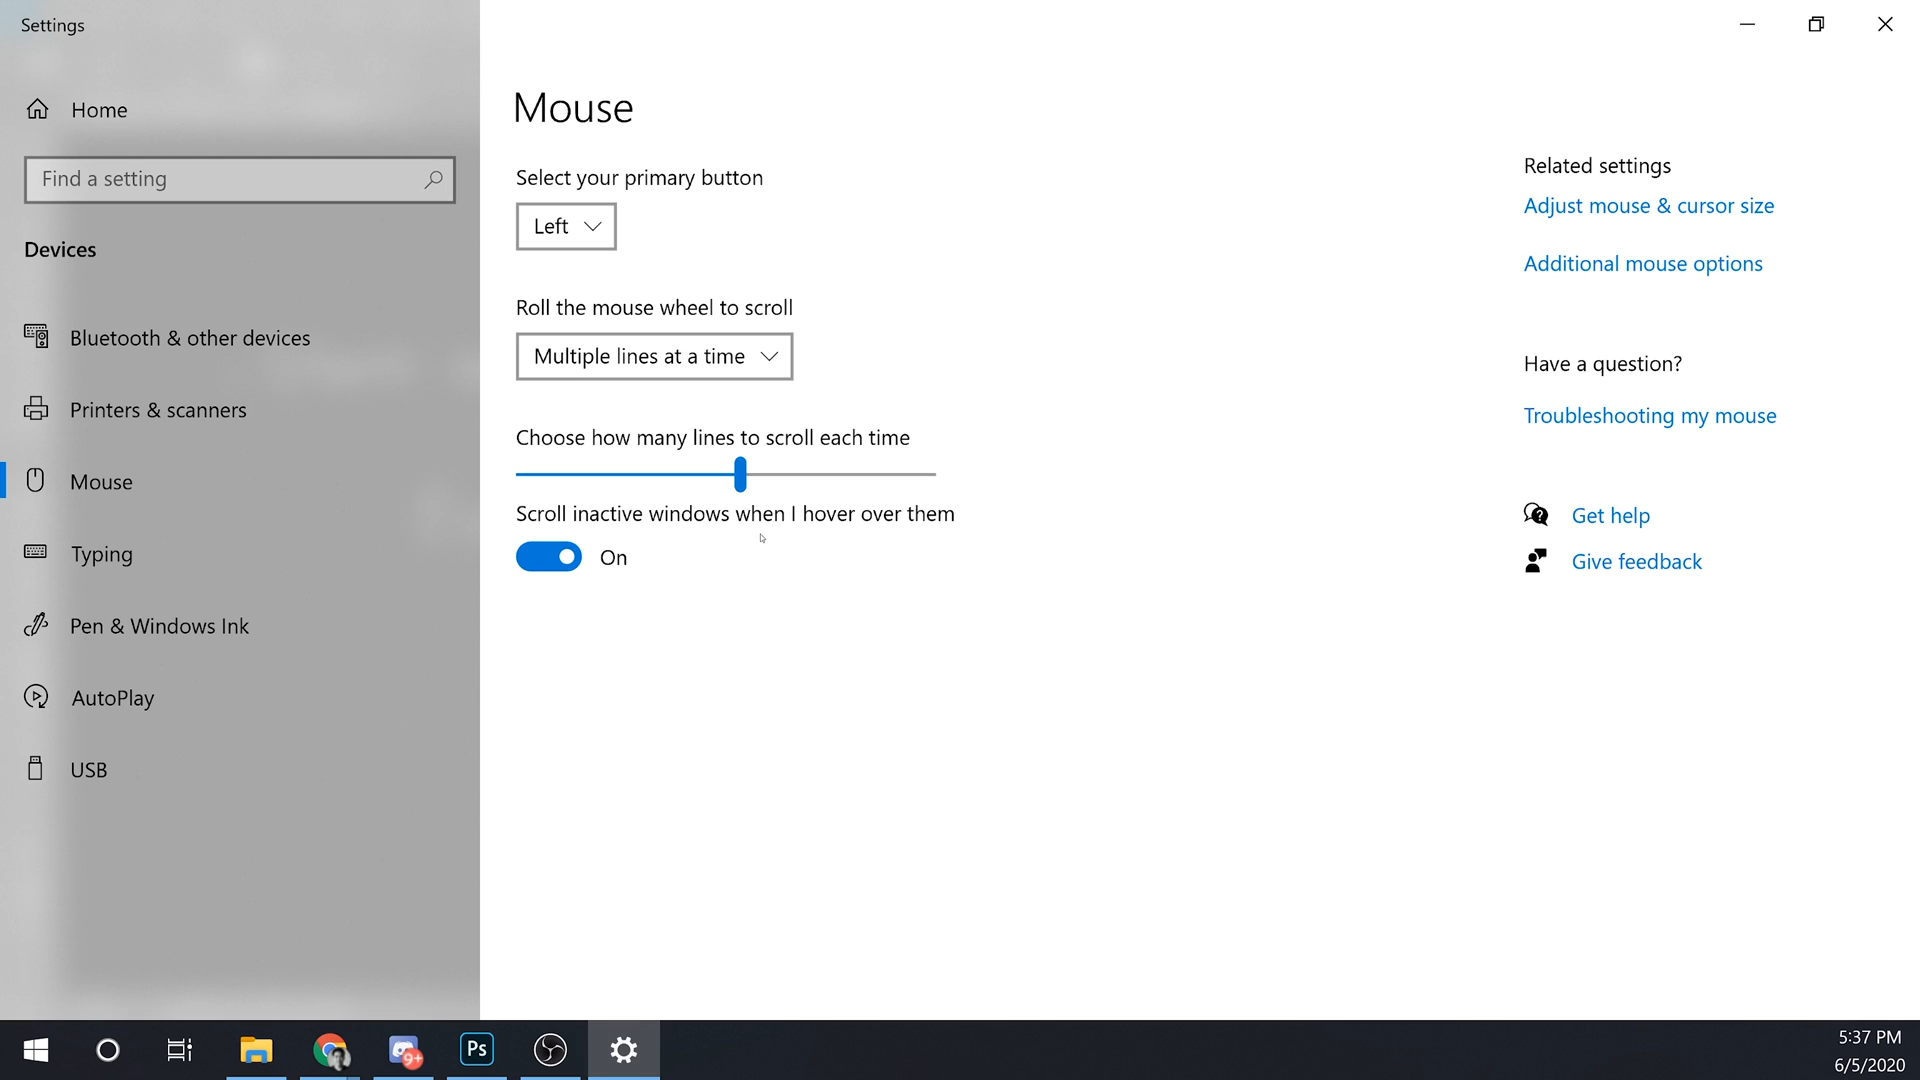 Settings
Home
Find a setting
Devices
Bluetooth & other devices
Printers & scanners
Mouse
Typing
Pen & Windows Ink
AutoPlay
USB
Mouse
Select your primary button
Left
Roll the mouse wheel to scroll
Multiple lines at a time
Choose how many lines to scroll each time
Scroll inactive windows when I hover over them
On
Related settings
Adjust mouse & cursor size
Additional mouse options
Have a question?
Troubleshooting my mouse
Get help
Give feedback
9+
Ps
5:37 PM
6/5/2020